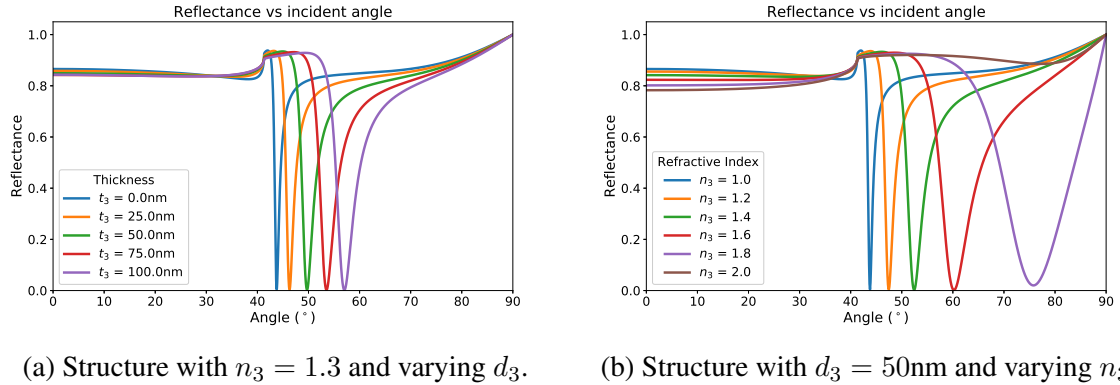 Reflectance vs incident angle
1.0
0.8
0.6
0.4
0.2
0.0
Reflectance
Thickness
t₃ = 0.0nm
t₃ = 25.0nm
t₃ = 50.0nm
t₃ = 75.0nm
t₃ = 100.0nm
0 10 20 30 40 50 60 70 80 90
Angle (°)
(a) Structure with n₃ = 1.3 and varying d₃.
Reflectance vs incident angle
1.0
0.8
0.6
0.4
0.2
0.0
Reflectance
Refractive Index
n₃ = 1.0
n₃ = 1.2
n₃ = 1.4
n₃ = 1.6
n₃ = 1.8
n₃ = 2.0
0 10 20 30 40 50 60 70 80 90
Angle (°)
(b) Structure with d₃ = 50nm and varying